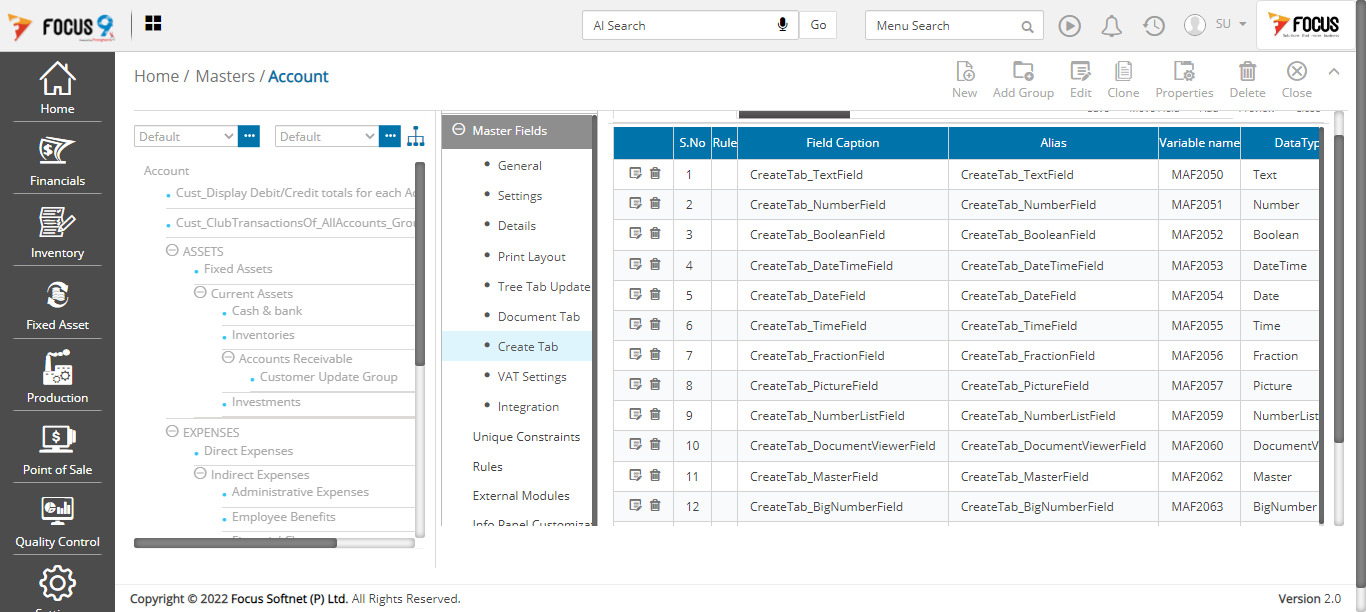 FOCUS 9
AI Search
Go
Menu Search
SU
FOCUS
Home
Financials
Inventory
Fixed Asset
Production
Point of Sale
Quality Control
Home / Masters / Account
New
Add Group
Edit
Clone
Properties
Delete
Close
Default
Default
Account
Cust_Display Debit/Credit totals for each Ac
Cust_ClubTransactionsOf_AllAccounts_Grou
ASSETS
Fixed Assets
Current Assets
Cash & bank
Inventories
Accounts Receivable
Customer Update Group
Investments
EXPENSES
Direct Expenses
Indirect Expenses
Administrative Expenses
Employee Benefits
Master Fields
General
Settings
Details
Print Layout
Tree Tab Update
Document Tab
Create Tab
VAT Settings
Integration
Unique Constraints
Rules
External Modules
Info Panel Customizat
S.No Rule Field Caption Alias Variable name DataTyp
1 CreateTab_TextField CreateTab_TextField MAF2050 Text
2 CreateTab_NumberField CreateTab_NumberField MAF2051 Number
3 CreateTab_BooleanField CreateTab_BooleanField MAF2052 Boolean
4 CreateTab_DateTimeField CreateTab_DateTimeField MAF2053 DateTime
5 CreateTab_DateField CreateTab_DateField MAF2054 Date
6 CreateTab_TimeField CreateTab_TimeField MAF2055 Time
7 CreateTab_FractionField CreateTab_FractionField MAF2056 Fraction
8 CreateTab_PictureField CreateTab_PictureField MAF2057 Picture
9 CreateTab_NumberListField CreateTab_NumberListField MAF2059 NumberList
10 CreateTab_DocumentViewerField CreateTab_DocumentViewerField MAF2060 DocumentV
11 CreateTab_MasterField CreateTab_MasterField MAF2062 Master
12 CreateTab_BigNumberField CreateTab_BigNumberField MAF2063 BigNumber
Copyright © 2022 Focus Softnet (P) Ltd. All Rights Reserved.
Version 2.0